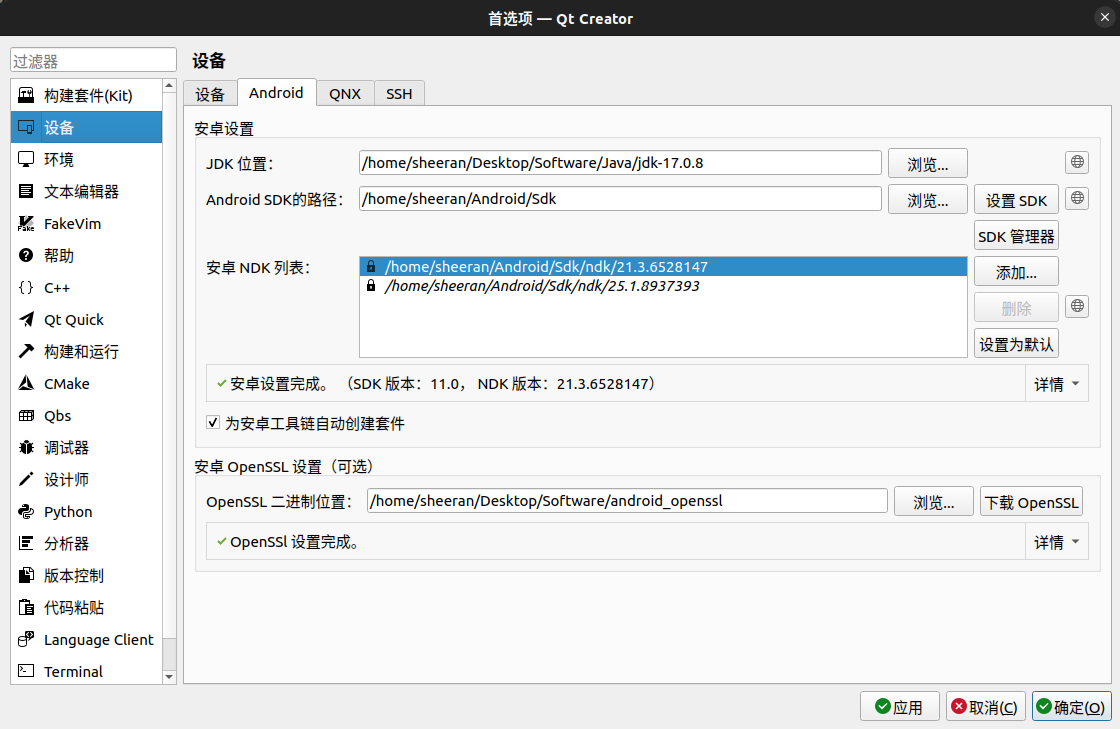 首选项 — Qt Creator
过滤器
构建套件(Kit)
设备
环境
文本编辑器
FakeVim
帮助
C++
Qt Quick
构建和运行
CMake
Qbs
调试器
设计师
Python
分析器
版本控制
代码粘贴
Language Client
Terminal
设备
设备 Android QNX SSH
安卓设置
JDK 位置： /home/sheeran/Desktop/Software/Java/jdk-17.0.8 浏览...
Android SDK的路径： /home/sheeran/Android/Sdk 浏览... 设置 SDK
SDK 管理器
安卓 NDK 列表： /home/sheeran/Android/Sdk/ndk/21.3.6528147 添加...
/home/sheeran/Android/Sdk/ndk/25.1.8937393
删除
设置为默认
安卓设置完成。 （SDK 版本：11.0， NDK 版本：21.3.6528147） 详情
为安卓工具链自动创建套件
安卓 OpenSSL 设置（可选）
OpenSSL 二进制位置： /home/sheeran/Desktop/Software/android_openssl 浏览... 下载 OpenSSL
OpenSSl 设置完成。 详情
应用 取消(C) 确定(O)